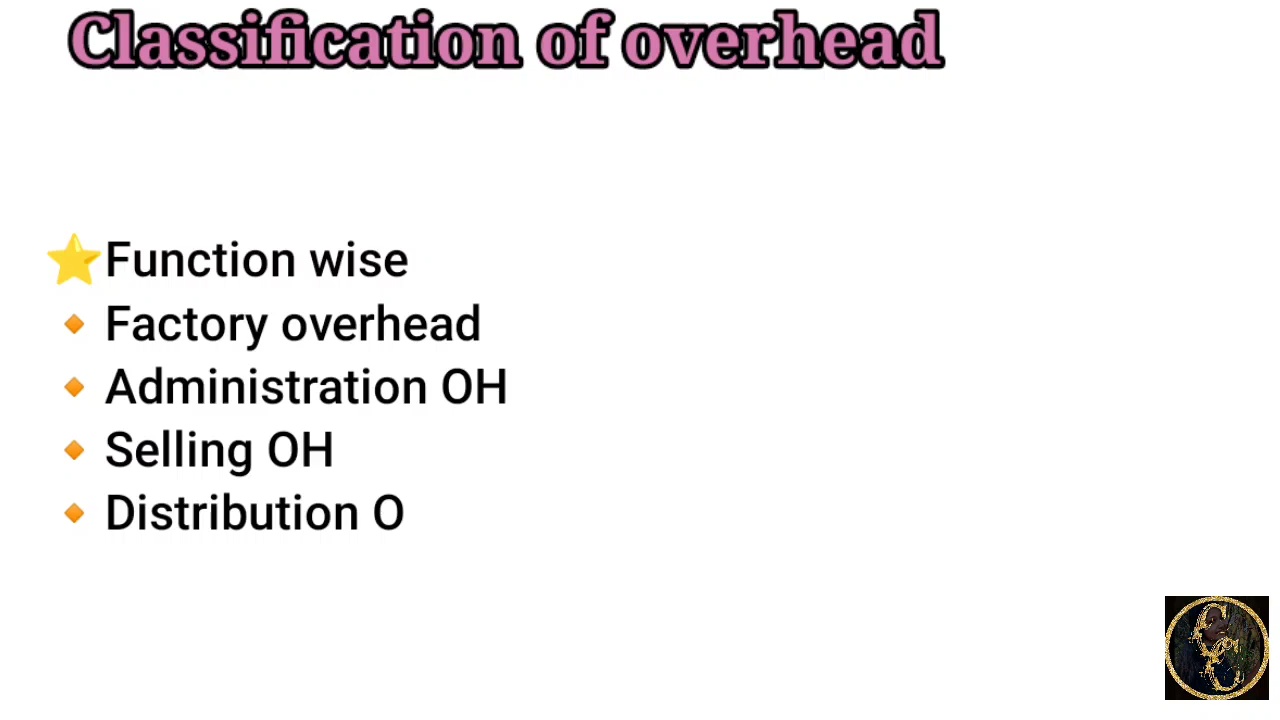 Classification of overhead
⭐Function wise
🔸Factory overhead
🔸Administration OH
🔸Selling OH
🔸Distribution O